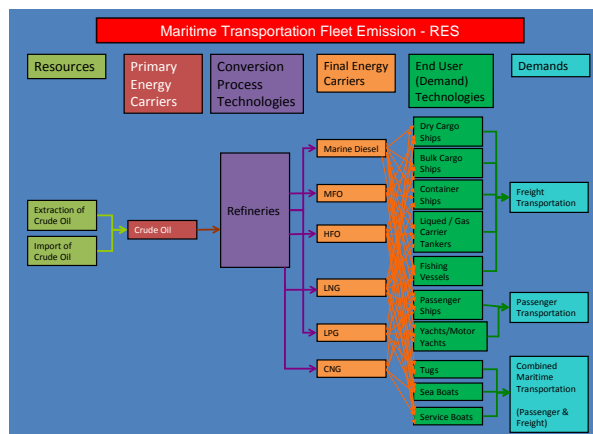 Maritime Transportation Fleet Emission - RES
Resources
Primary
Energy
Carriers
Conversion
Process
Technologies
Final Energy
Carriers
End User
(Demand)
Technologies
Demands
Extraction of
Crude Oil
Import of
Crude Oil
Crude Oil
Refineries
Marine Diesel
MFO
HFO
LNG
LPG
CNG
Dry Cargo
Ships
Bulk Cargo
Ships
Container
Ships
Liqued / Gas
Carrier
Tankers
Fishing
Vessels
Passenger
Ships
Yachts/Motor
Yachts
Tugs
Sea Boats
Service Boats
Freight
Transportation
Passenger
Transportation
Combined
Maritime
Transportation
(Passenger &
Freight)